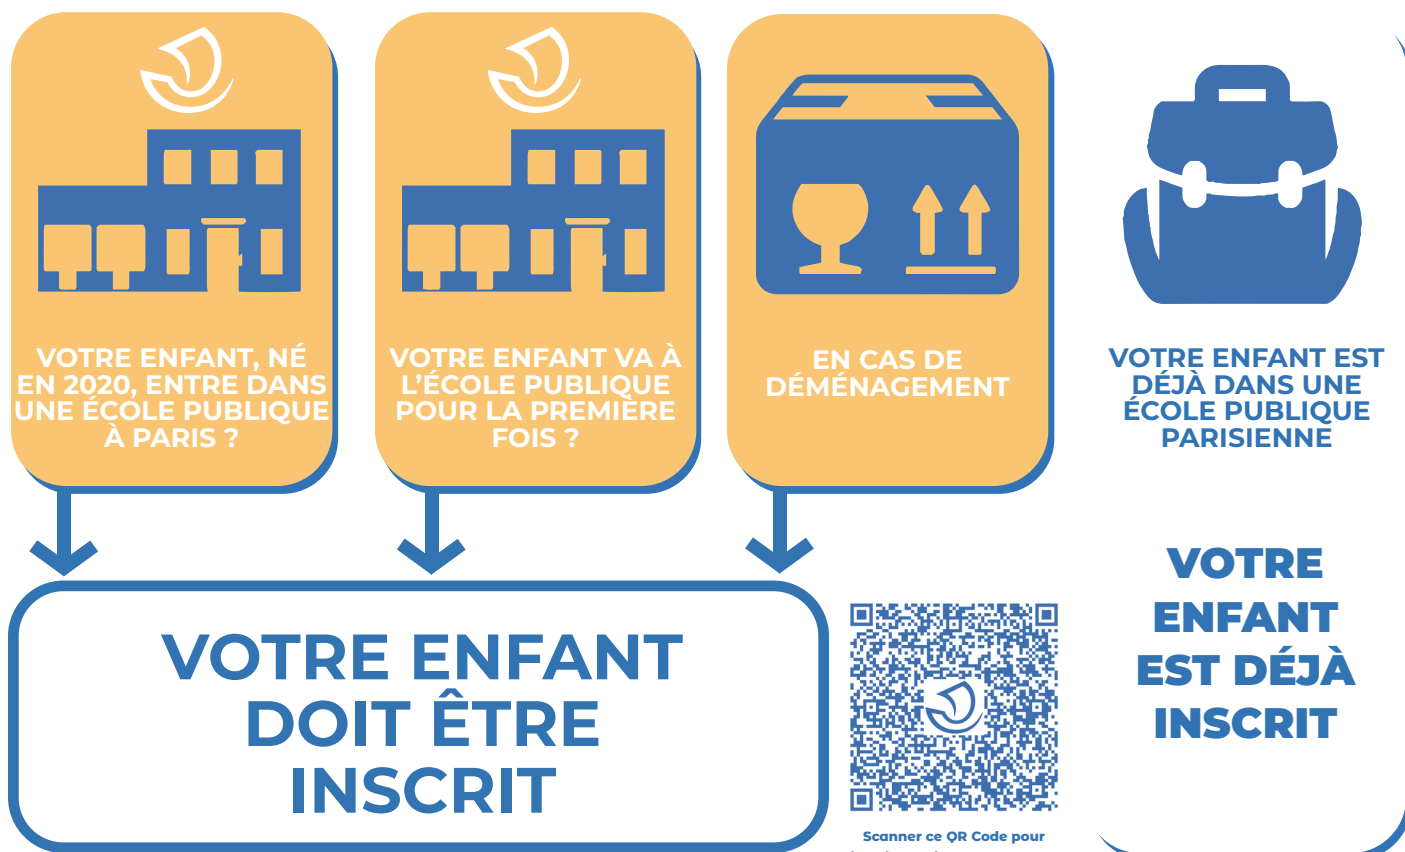 VOTRE ENFANT, NÉ
EN 2020, ENTRE DANS
UNE ÉCOLE PUBLIQUE
À PARIS ?
VOTRE ENFANT VA À
L'ÉCOLE PUBLIQUE
POUR LA PREMIÈRE
FOIS ?
EN CAS DE
DÉMÉNAGEMENT
VOTRE ENFANT EST
DÉJÀ DANS UNE
ÉCOLE PUBLIQUE
PARISIENNE
VOTRE ENFANT
DOIT ÊTRE
INSCRIT
Scanner ce QR Code pour
VOTRE
ENFANT
EST DÉJÀ
INSCRIT